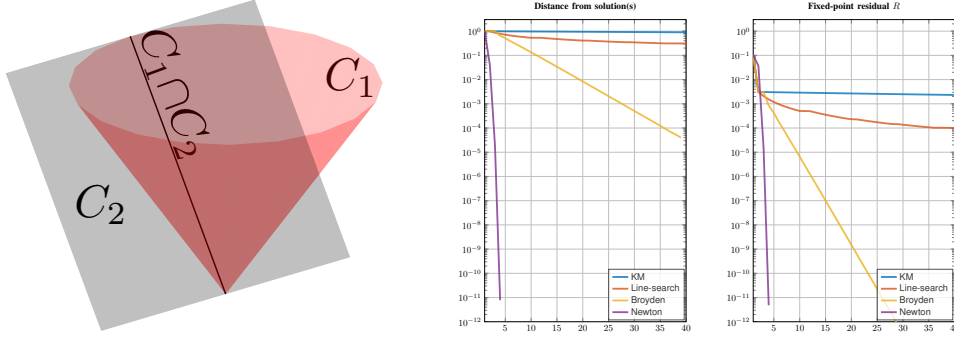 C₁∩C₂
C₁
C₂
Distance from solution(s)
10⁰
10⁻¹
10⁻²
10⁻³
10⁻⁴
10⁻⁵
10⁻⁶
10⁻⁷
10⁻⁸
10⁻⁹
10⁻¹⁰
10⁻¹¹
10⁻¹²
5 10 15 20 25 30 35 40
KM
Line-search
Broyden
Newton
Fixed-point residual R
10⁰
10⁻¹
10⁻²
10⁻³
10⁻⁴
10⁻⁵
10⁻⁶
10⁻⁷
10⁻⁸
10⁻⁹
10⁻¹⁰
10⁻¹¹
10⁻¹²
5 10 15 20 25 30 35 40
KM
Line-search
Broyden
Newton